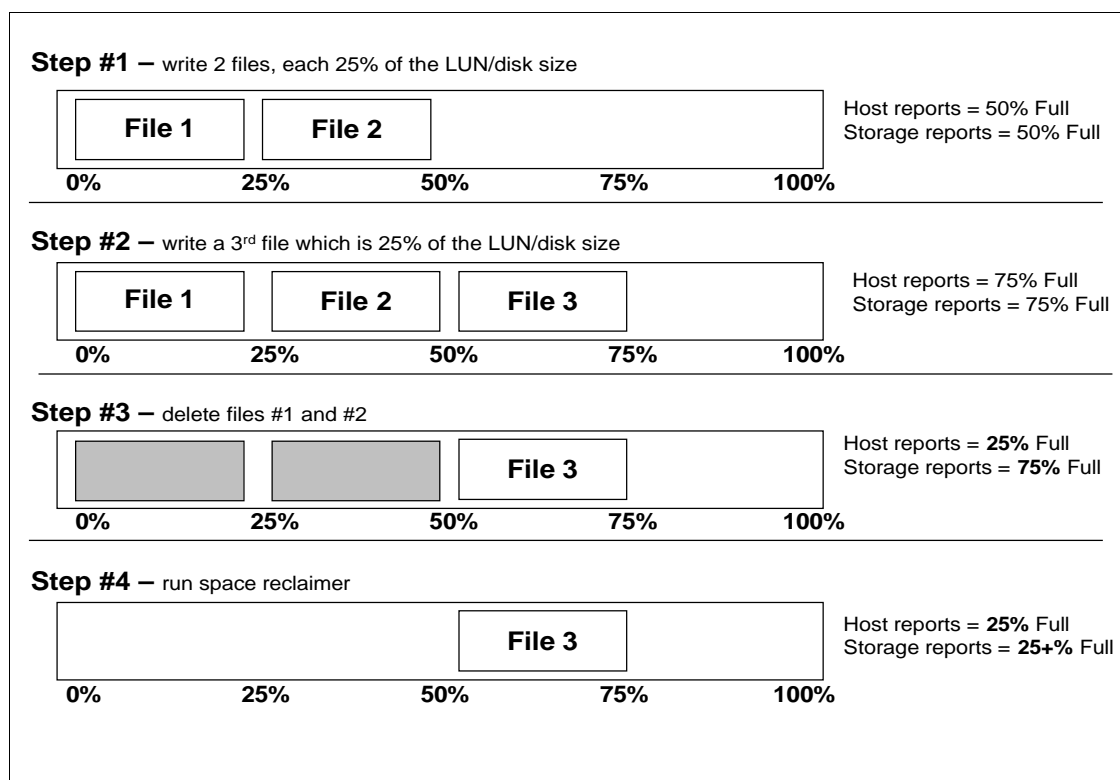 Step #1 – write 2 files, each 25% of the LUN/disk size
File 1 File 2
Host reports = 50% Full
Storage reports = 50% Full
0% 25% 50% 75% 100%
Step #2 – write a 3rd file which is 25% of the LUN/disk size
File 1 File 2 File 3
Host reports = 75% Full
Storage reports = 75% Full
0% 25% 50% 75% 100%
Step #3 – delete files #1 and #2
File 3
Host reports = 25% Full
Storage reports = 75% Full
0% 25% 50% 75% 100%
Step #4 – run space reclaimer
File 3
Host reports = 25% Full
Storage reports = 25+% Full
0% 25% 50% 75% 100%